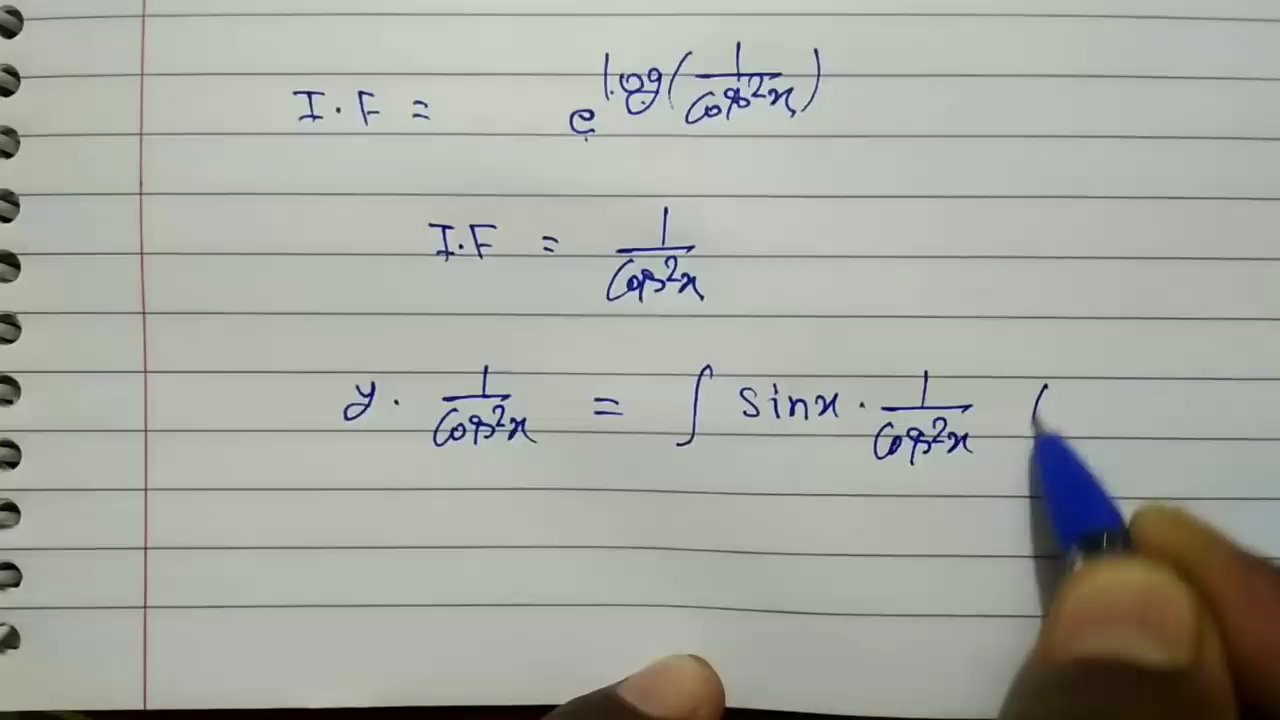 I.F = e^log(1/cos²x)
I.F = 1/cos²x
y · 1/cos²x = ∫ sinx · 1/cos²x (